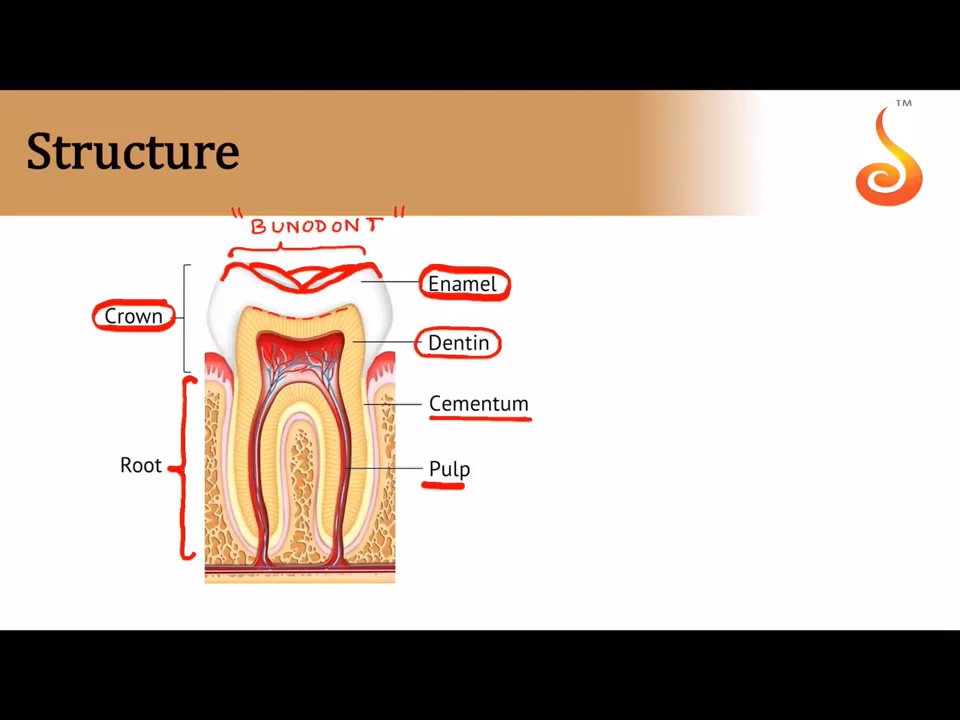 TM
Structure
"BUNODONT"
Enamel
Crown
Dentin
Cementum
Root
Pulp